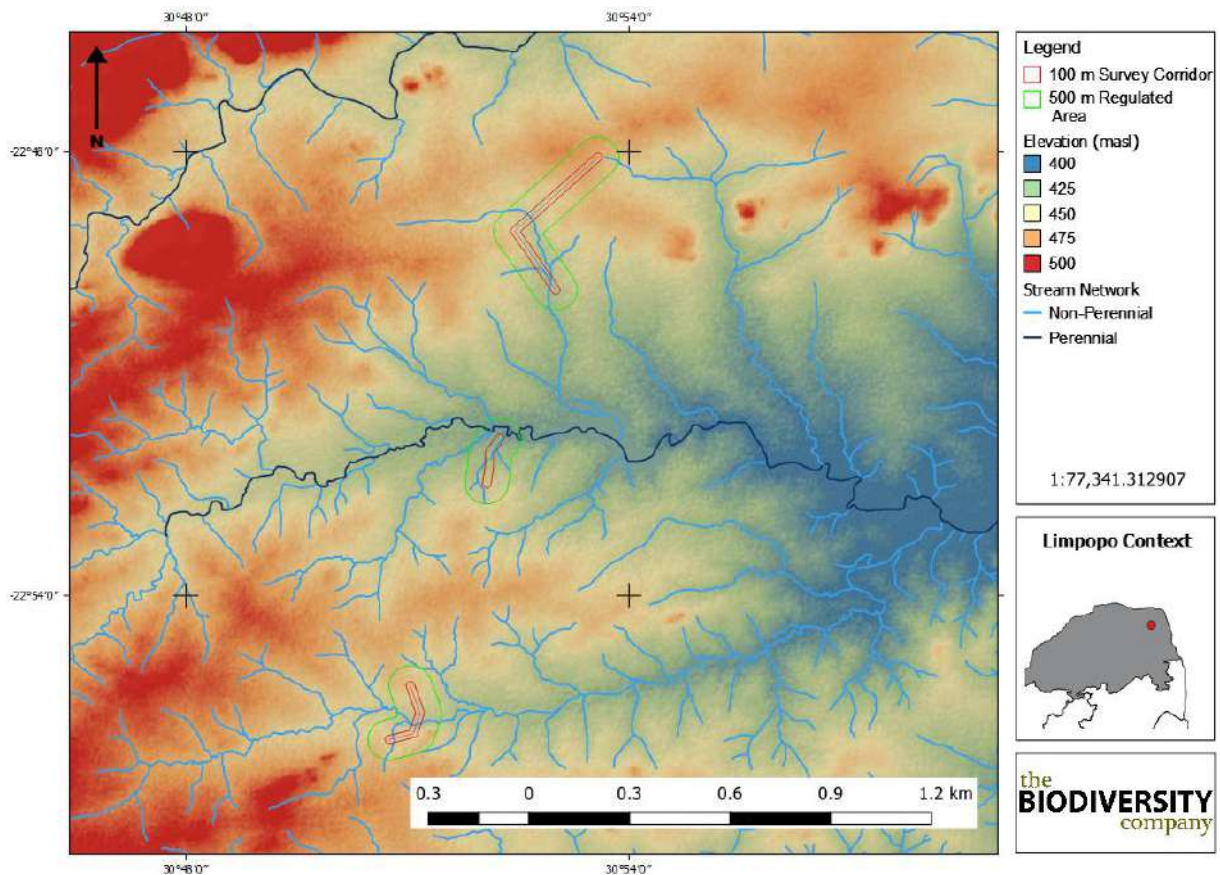 30°48'0" 30°54'0"
N
-22°48'0"
-22°54'0"
0.3 0 0.3 0.6 0.9 1.2 km
30°48'0" 30°54'0"
Legend
100 m Survey Corridor
500 m Regulated
Area
Elevation (masl)
400
425
450
475
500
Stream Network
Non-Perennial
Perennial
1:77,341.312907
Limpopo Context
the
BIODIVERSITY
company